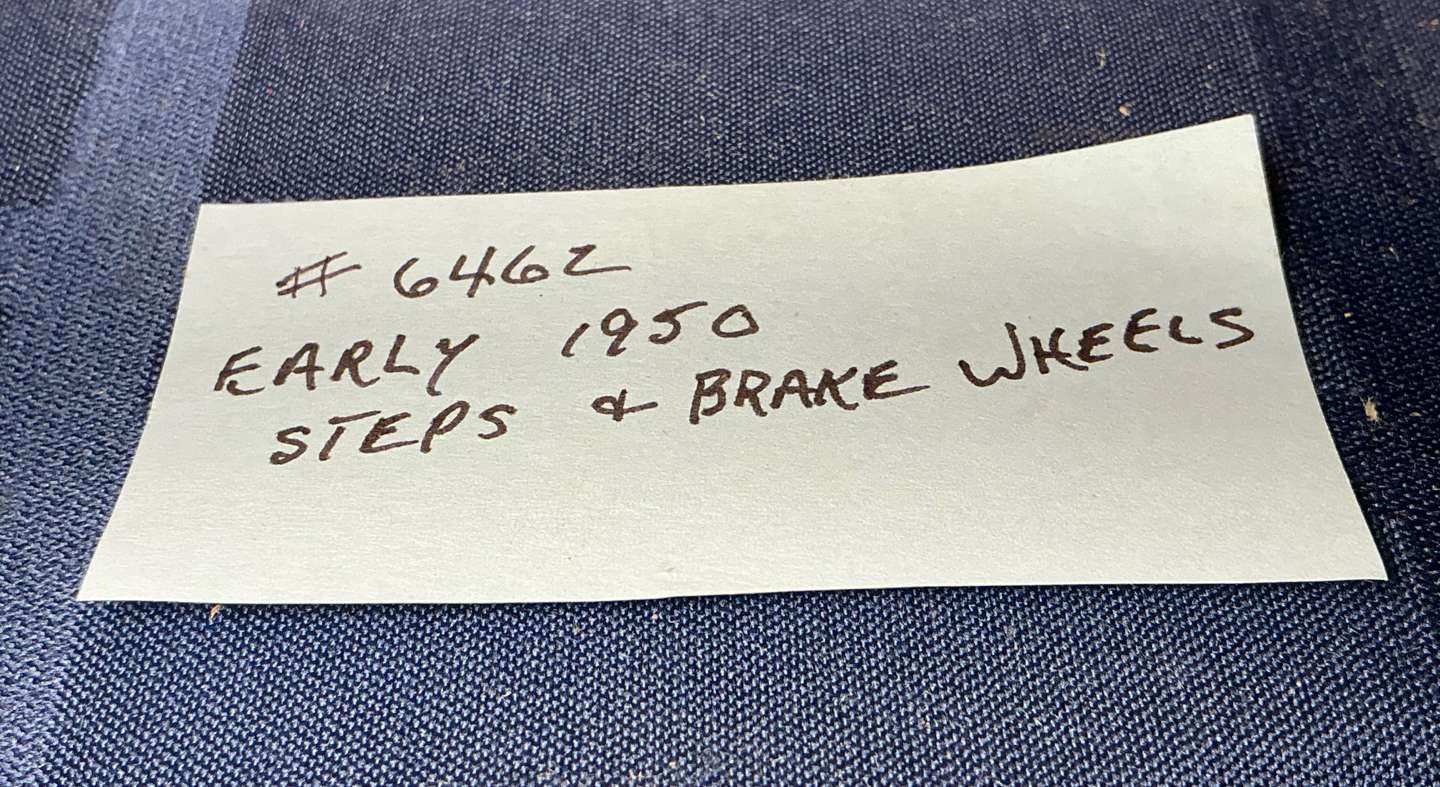 # 6462
EARLY 1950
STEPS & BRAKE WHEELS